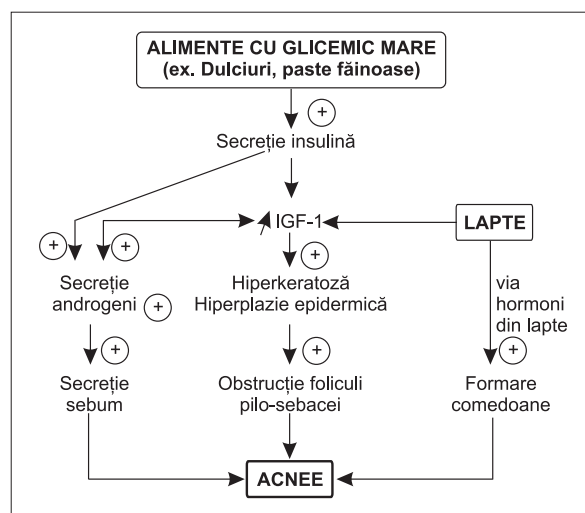 ALIMENTE CU GLICEMIC MARE
(ex. Dulciuri, paste făinoase)
+
Secreție insulină
+ +
IGF-1
LAPTE
+
Secreție
androgeni +
Hiperkeratoză
Hiperplazie epidermică
via
hormoni
din lapte
+ + +
Secreție
sebum
Obstrucție foliculi
pilo-sebacei
Formare
comedoane
ACNEE